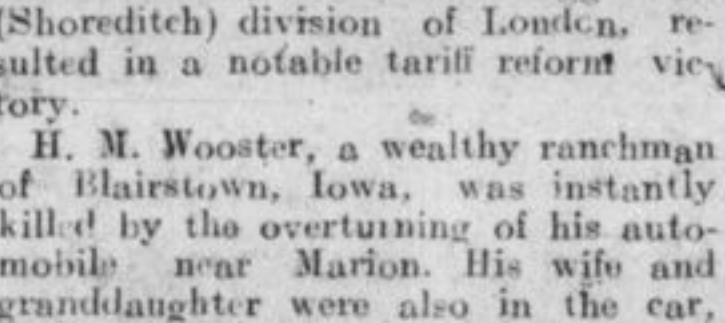 (Shoreditch) division of London, re-
sulted in a notable tariff reform vic-
tory.
H. M. Wooster, a wealthy ranchman
of Blairstown, Iowa, was instantly
killed by the overturning of his auto-
mobile near Marion. His wife and
granddaughter were also in the car,